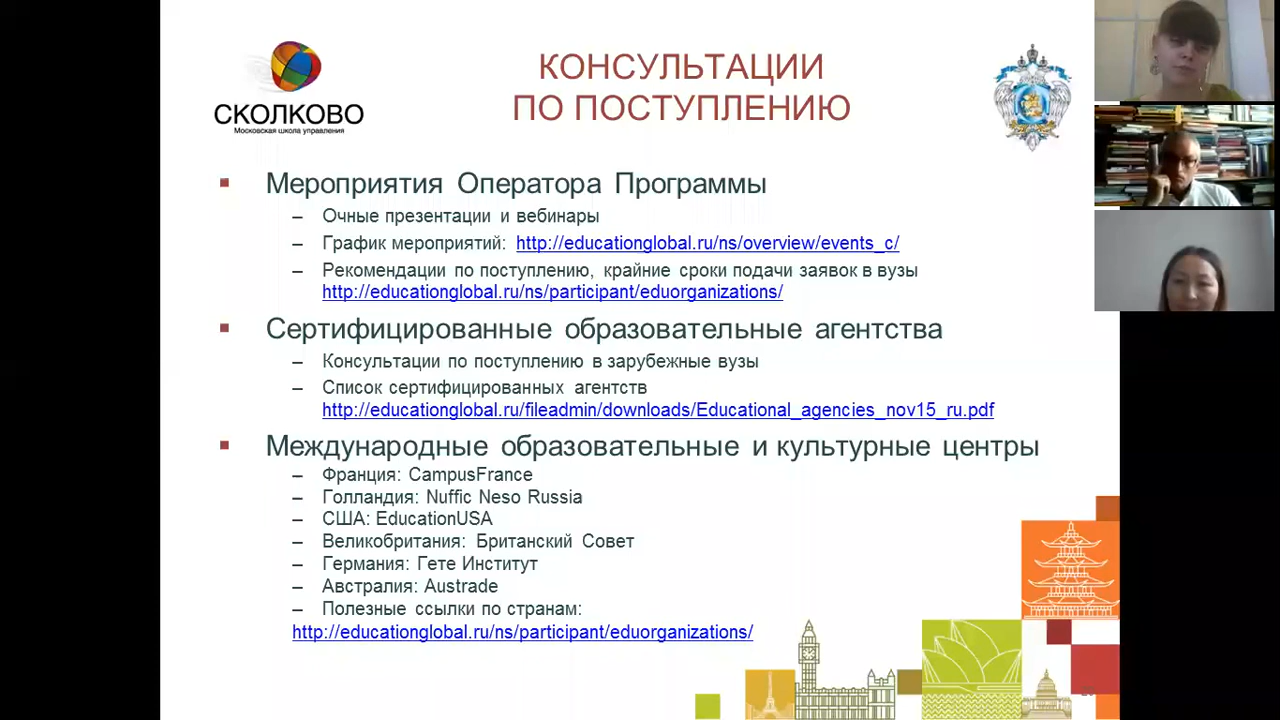 СКОЛКОВО
Московская школа управления
КОНСУЛЬТАЦИИ
ПО ПОСТУПЛЕНИЮ
▪ Мероприятия Оператора Программы
– Очные презентации и вебинары
– График мероприятий: http://educationglobal.ru/ns/overview/events_c/
– Рекомендации по поступлению, крайние сроки подачи заявок в вузы
http://educationglobal.ru/ns/participant/eduorganizations/
▪ Сертифицированные образовательные агентства
– Консультации по поступлению в зарубежные вузы
– Список сертифицированных агентств
http://educationglobal.ru/fileadmin/downloads/Educational_agencies_nov15_ru.pdf
▪ Международные образовательные и культурные центры
– Франция: CampusFrance
– Голландия: Nuffic Neso Russia
– США: EducationUSA
– Великобритания: Британский Совет
– Германия: Гете Институт
– Австралия: Austrade
– Полезные ссылки по странам:
http://educationglobal.ru/ns/participant/eduorganizations/